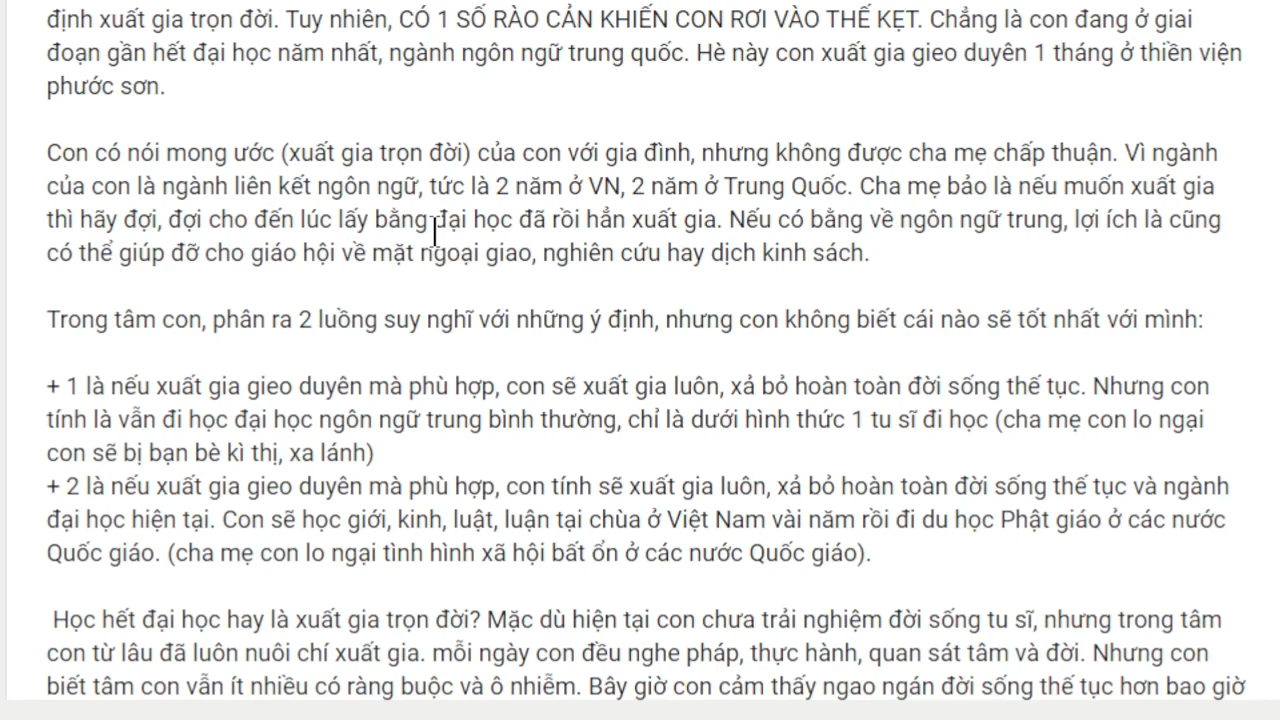 định xuất gia trọn đời. Tuy nhiên, CÓ 1 SỐ RÀO CẢN KHIẾN CON RƠI VÀO THẾ KẸT. Chẳng là con đang ở giai
đoạn gần hết đại học năm nhất, ngành ngôn ngữ trung quốc. Hè này con xuất gia gieo duyên 1 tháng ở thiền viện
phước sơn.
Con có nói mong ước (xuất gia trọn đời) của con với gia đình, nhưng không được cha mẹ chấp thuận. Vì ngành
của con là ngành liên kết ngôn ngữ, tức là 2 năm ở VN, 2 năm ở Trung Quốc. Cha mẹ bảo là nếu muốn xuất gia
thì hãy đợi, đợi cho đến lúc lấy bằng đại học đã rồi hẳn xuất gia. Nếu có bằng về ngôn ngữ trung, lợi ích là cũng
có thể giúp đỡ cho giáo hội về mặt ngoại giao, nghiên cứu hay dịch kinh sách.
Trong tâm con, phân ra 2 luồng suy nghĩ với những ý định, nhưng con không biết cái nào sẽ tốt nhất với mình:
+ 1 là nếu xuất gia gieo duyên mà phù hợp, con sẽ xuất gia luôn, xả bỏ hoàn toàn đời sống thế tục. Nhưng con
tính là vẫn đi học đại học ngôn ngữ trung bình thường, chỉ là dưới hình thức 1 tu sĩ đi học (cha mẹ con lo ngại
con sẽ bị bạn bè kì thị, xa lánh)
+ 2 là nếu xuất gia gieo duyên mà phù hợp, con tính sẽ xuất gia luôn, xả bỏ hoàn toàn đời sống thế tục và ngành
đại học hiện tại. Con sẽ học giới, kinh, luật, luận tại chùa ở Việt Nam vài năm rồi đi du học Phật giáo ở các nước
Quốc giáo. (cha mẹ con lo ngại tình hình xã hội bất ổn ở các nước Quốc giáo).
Học hết đại học hay là xuất gia trọn đời? Mặc dù hiện tại con chưa trải nghiệm đời sống tu sĩ, nhưng trong tâm
con từ lâu đã luôn nuôi chí xuất gia. mỗi ngày con đều nghe pháp, thực hành, quan sát tâm và đời. Nhưng con
biết tâm con vẫn ít nhiều có ràng buộc và ô nhiễm. Bây giờ con cảm thấy ngao ngán đời sống thế tục hơn bao giờ